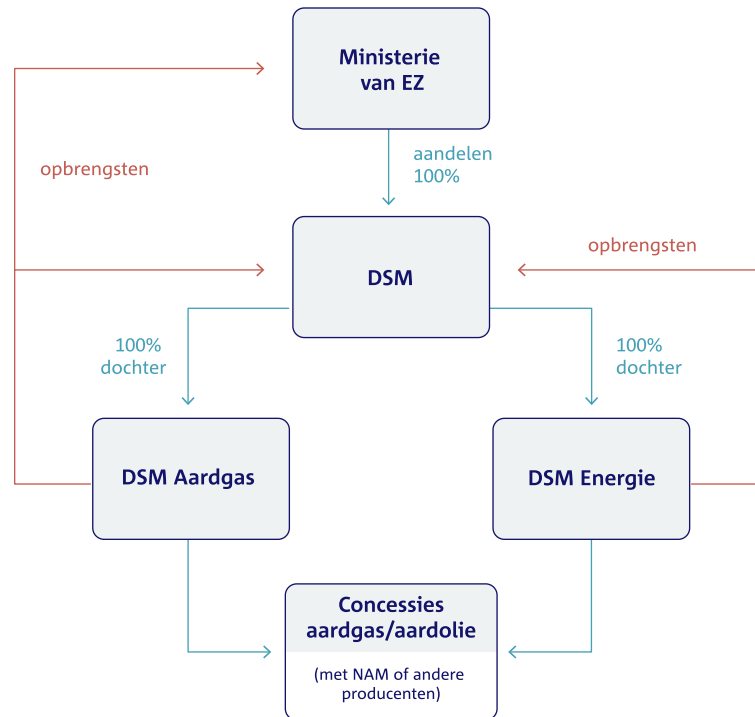 Ministerie
van EZ
aandelen
100%
opbrengsten
DSM
opbrengsten
100%
dochter
100%
dochter
DSM Aardgas
DSM Energie
Concessies
aardgas/aardolie
(met NAM of andere
producenten)